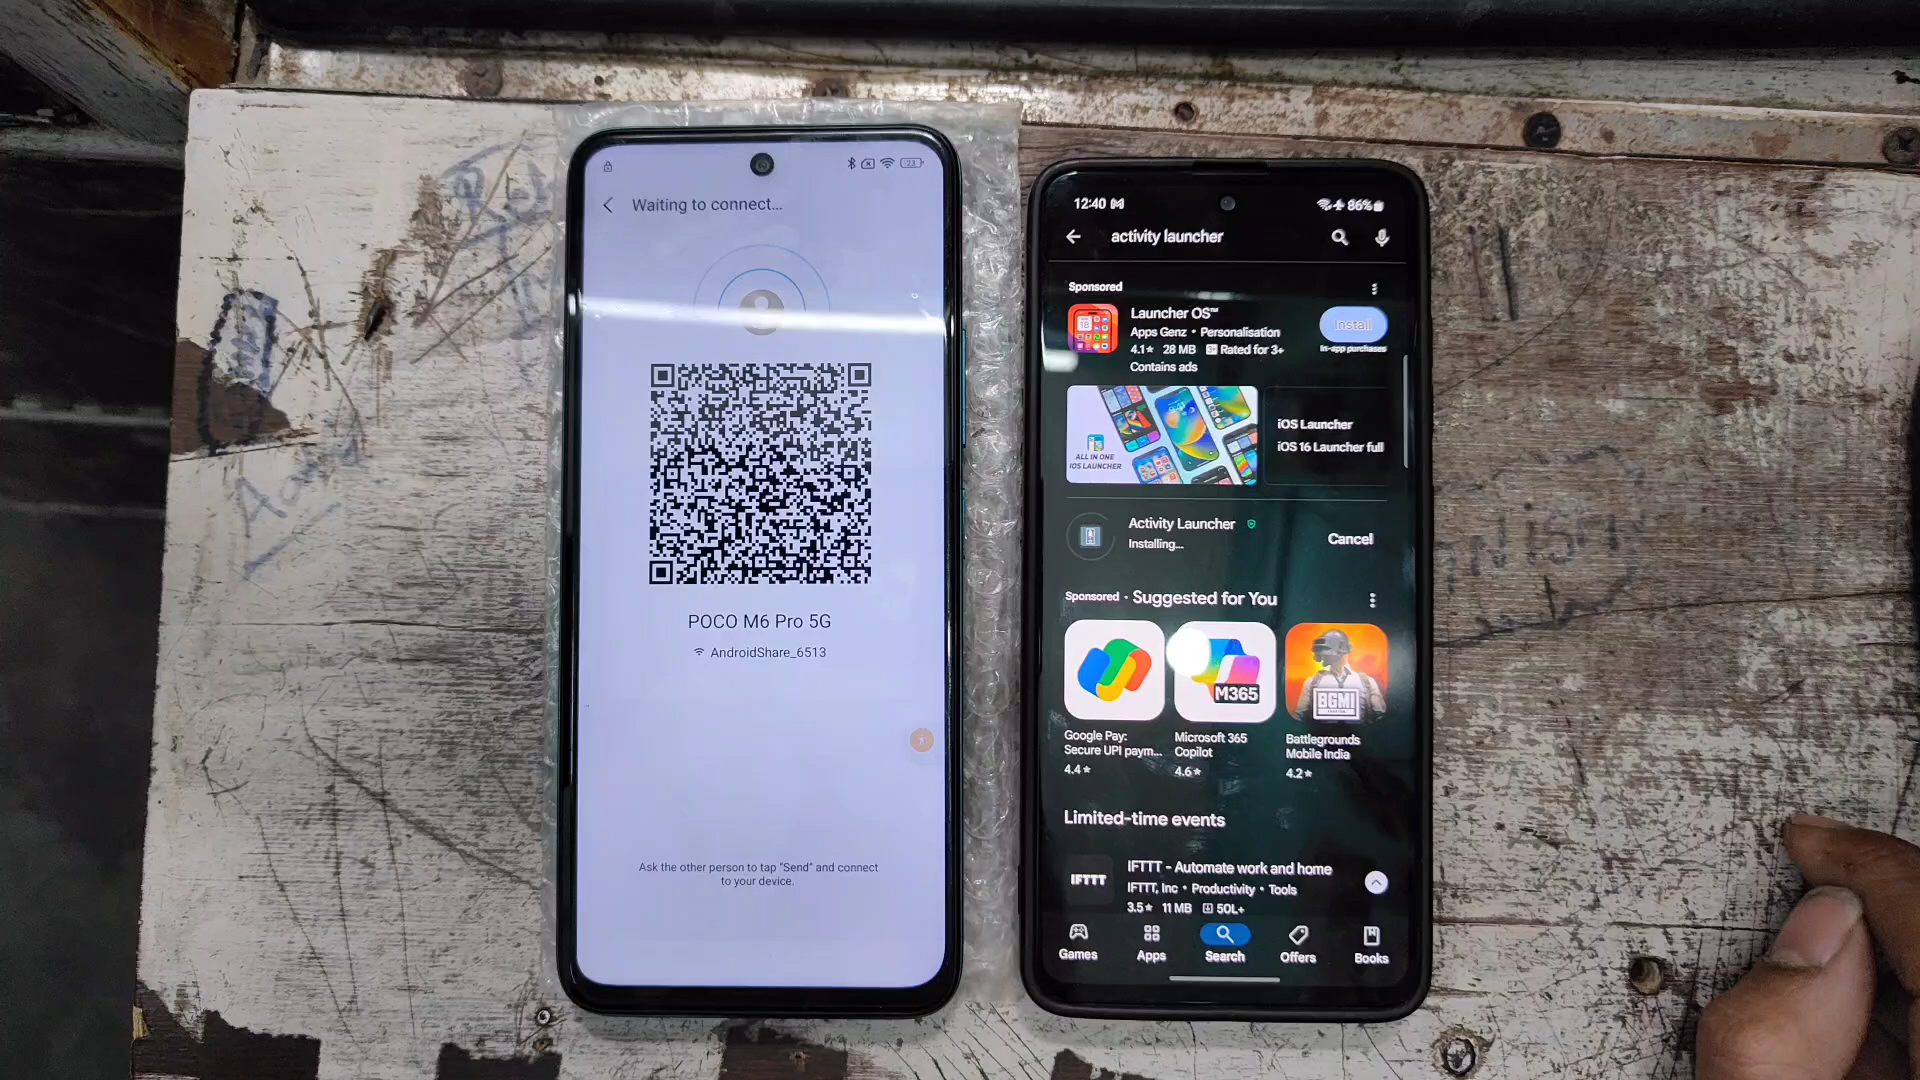 23
Waiting to connect...
POCO M6 Pro 5G
AndroidShare_6513
Ask the other person to tap "Send" and connect
to your device.
12:40
86%
activity launcher
Sponsored
Launcher OS™
Apps Genz • Personalisation
4.1★ 28 MB 3+ Rated for 3+
Contains ads
Install
In-app purchases
ALL IN ONE
IOS LAUNCHER
iOS Launcher
iOS 16 Launcher full
Activity Launcher
Installing...
Cancel
Sponsored • Suggested for You
M365
BGMI
Google Pay:
Secure UPI paym...
4.4★
Microsoft 365
Copilot
4.6★
Battlegrounds
Mobile India
4.2★
Limited-time events
IFTTT
IFTTT - Automate work and home
IFTTT, Inc • Productivity • Tools
3.5★ 11 MB 50L+
Games
Apps
Search
Offers
Books